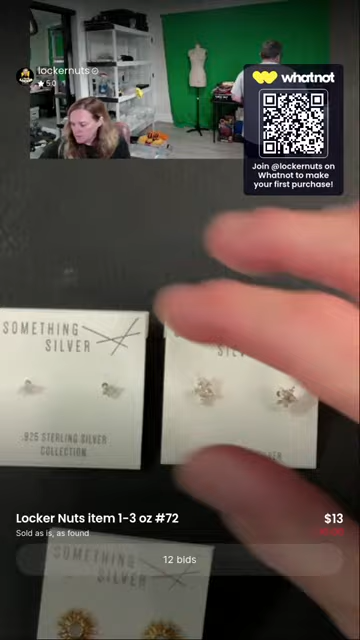 lockernuts
5.0
whatnot
Join @lockernuts on
Whatnot to make
your first purchase!
SOMETHING
SILVER
.925 STERLING SILVER
COLLECTION.
Locker Nuts item 1-3 oz #72
$13
Sold as is, as found
12 bids
SOMETHING
SILVER